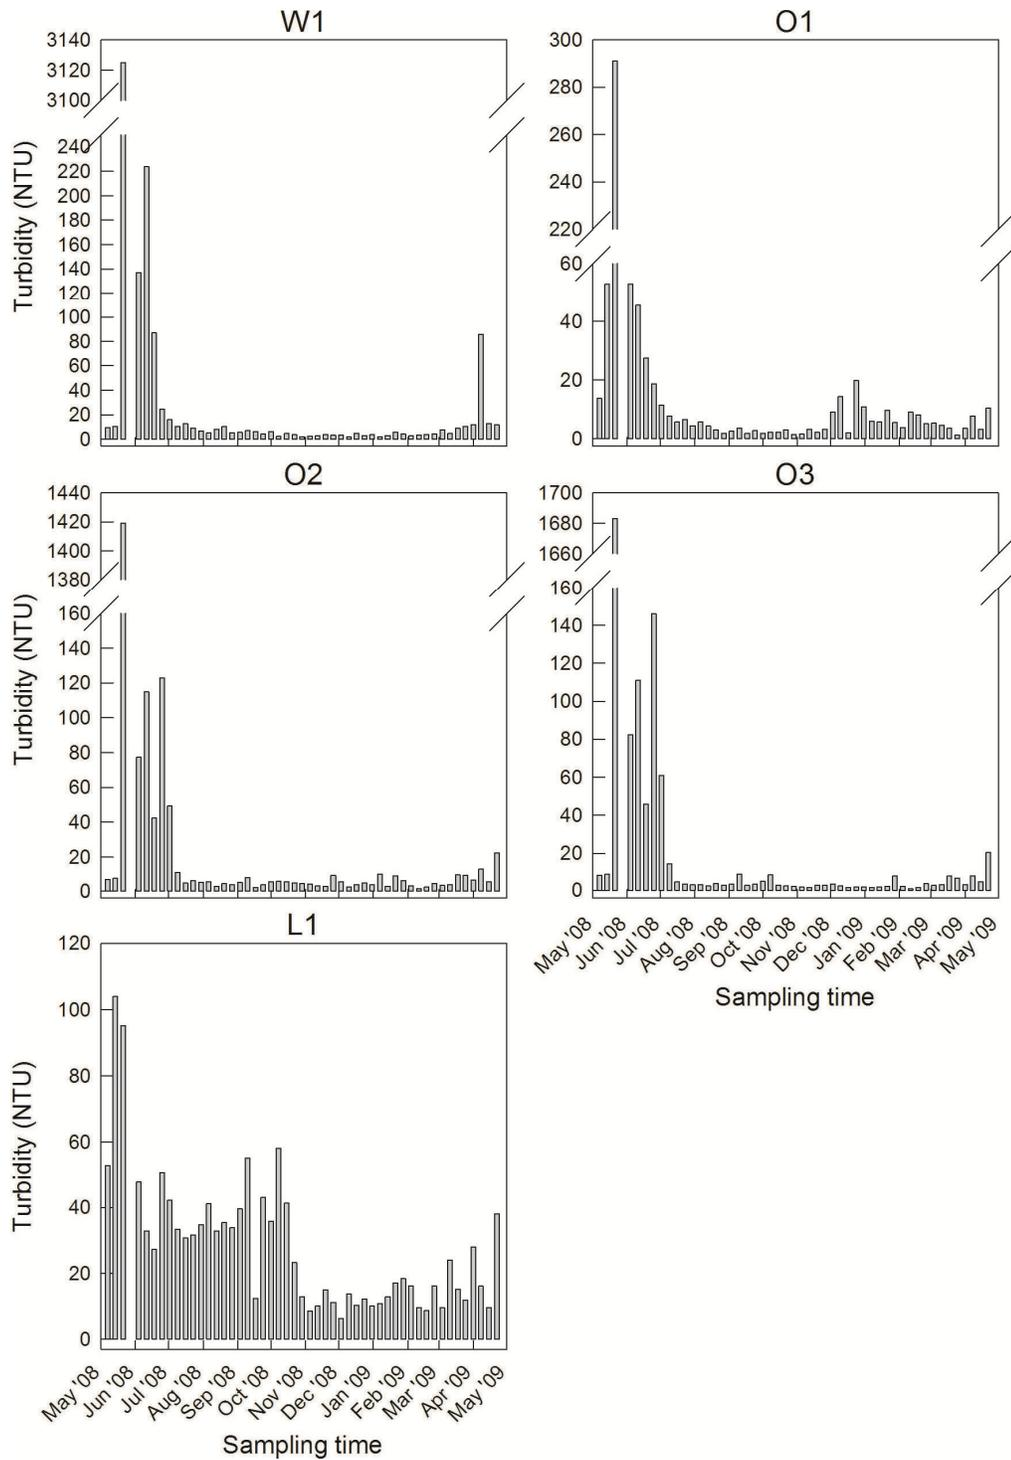 W1
3140
3120
3100
240
220
200
180
160
140
120
100
80
60
40
20
0
Turbidity (NTU)
O1
300
280
260
240
220
60
40
20
0
O2
1440
1420
1400
1380
160
140
120
100
80
60
40
20
0
Turbidity (NTU)
O3
1700
1680
1660
160
140
120
100
80
60
40
20
0
May '08
Jun '08
Jul '08
Aug '08
Sep '08
Oct '08
Nov '08
Dec '08
Jan '09
Feb '09
Mar '09
Apr '09
May '09
Sampling time
L1
120
100
80
60
40
20
0
Turbidity (NTU)
May '08
Jun '08
Jul '08
Aug '08
Sep '08
Oct '08
Nov '08
Dec '08
Jan '09
Feb '09
Mar '09
Apr '09
May '09
Sampling time